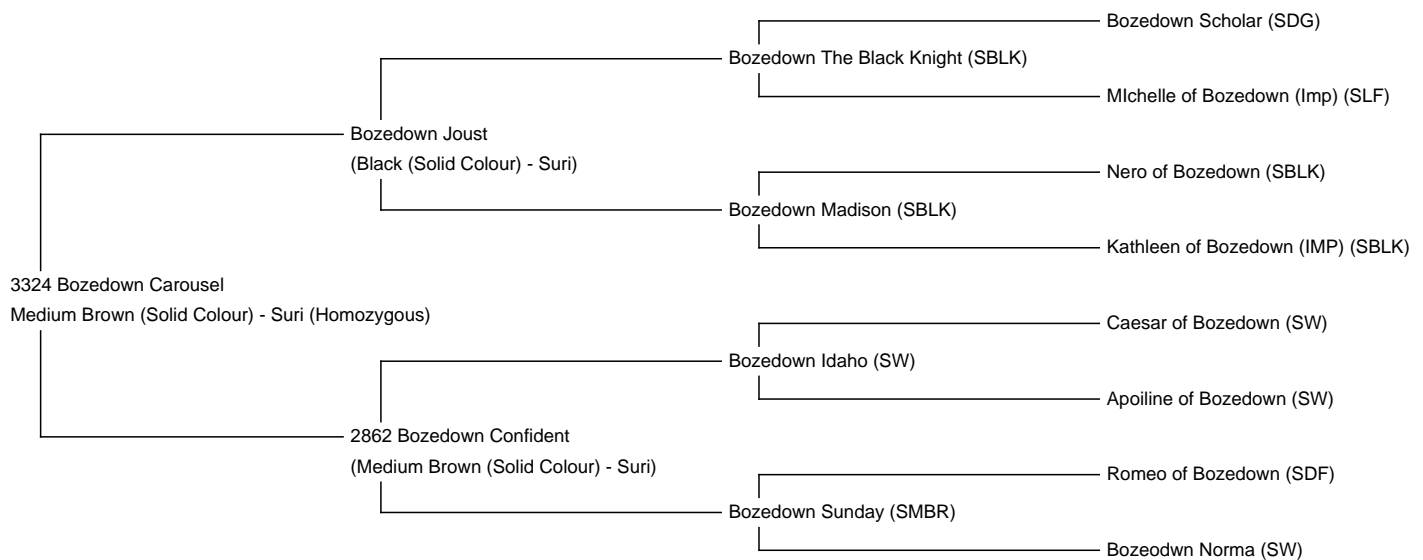 Bozedown Scholar (SDG)
Bozedown The Black Knight (SBLK)
MIchelle of Bozedown (Imp) (SLF)
Bozedown Joust
(Black (Solid Colour) - Suri)
Nero of Bozedown (SBLK)
Bozedown Madison (SBLK)
Kathleen of Bozedown (IMP) (SBLK)
3324 Bozedown Carousel
Medium Brown (Solid Colour) - Suri (Homozygous)
Caesar of Bozedown (SW)
Bozedown Idaho (SW)
Apoiline of Bozedown (SW)
2862 Bozedown Confident
(Medium Brown (Solid Colour) - Suri)
Romeo of Bozedown (SDF)
Bozedown Sunday (SMBR)
Bozeodwn Norma (SW)